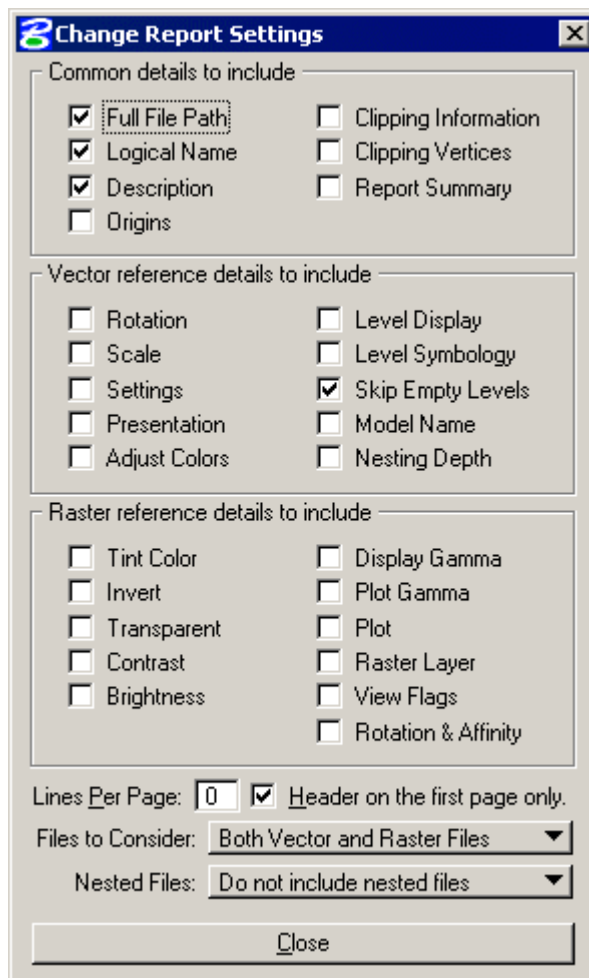 Change Report Settings
Common details to include
Full File Path
Clipping Information
Logical Name
Clipping Vertices
Description
Report Summary
Origins
Vector reference details to include
Rotation
Level Display
Scale
Level Symbology
Settings
Skip Empty Levels
Presentation
Model Name
Adjust Colors
Nesting Depth
Raster reference details to include
Tint Color
Display Gamma
Invert
Plot Gamma
Transparent
Plot
Contrast
Raster Layer
Brightness
View Flags
Rotation & Affinity
Lines Per Page: 0 Header on the first page only.
Files to Consider: Both Vector and Raster Files
Nested Files: Do not include nested files
Close